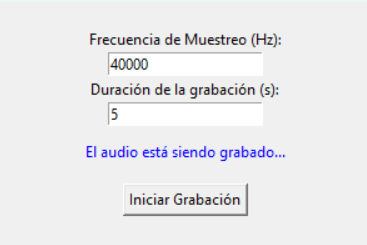 Frecuencia de Muestreo (Hz):
40000
Duración de la grabación (s):
5
El audio está siendo grabado...
Iniciar Grabación